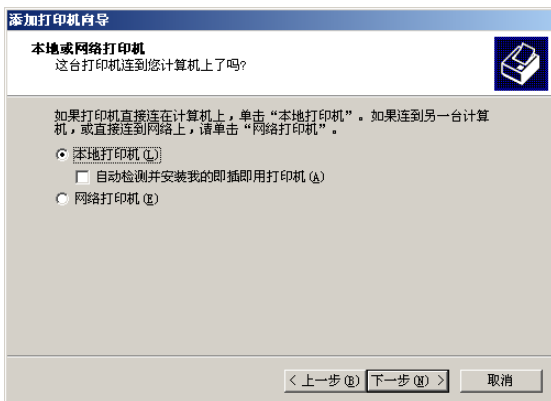 添加打印机向导
本地或网络打印机
这台打印机连到您计算机上了吗?
如果打印机直接连在计算机上,单击“本地打印机”。如果连到另一台计算
机,或直接连到网络上,请单击“网络打印机”。
本地打印机(L)
自动检测并安装我的即插即用打印机(A)
网络打印机(E)
< 上一步(B) 下一步(N) > 取消